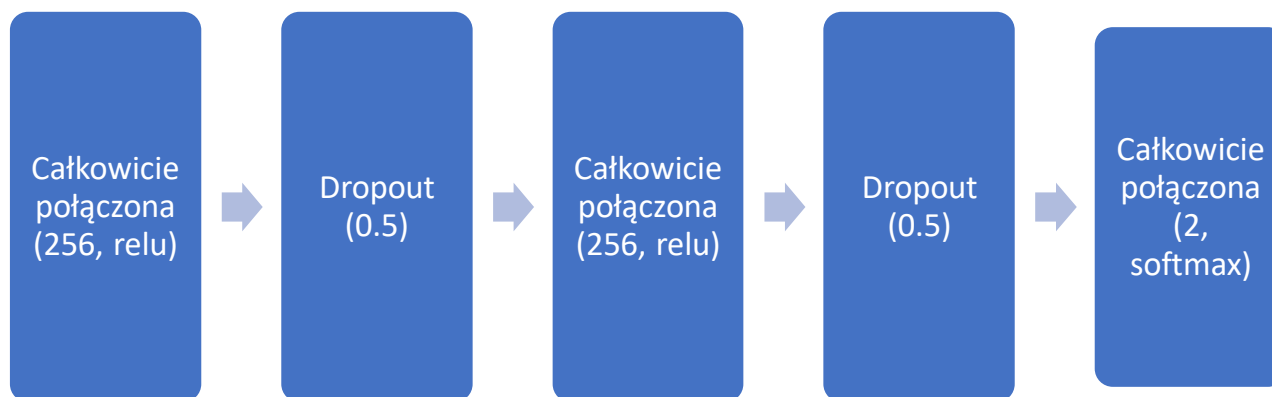 Całkowicie
połączona
(256, relu)
Dropout
(0.5)
Całkowicie
połączona
(256, relu)
Dropout
(0.5)
Całkowicie
połączona
(2,
softmax)